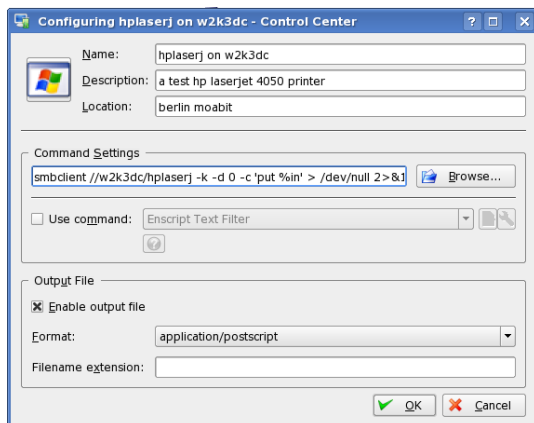 Configuring hplaserj on w2k3dc - Control Center
Name: hplaserj on w2k3dc
Description: a test hp laserjet 4050 printer
Location: berlin moabit
Command Settings
smbclient //w2k3dc/hplaserj -k -d 0 -c 'put %in' > /dev/null 2>&1 Browse...
Use command: Enscript Text Filter
Output File
Enable output file
Format: application/postscript
Filename extension:
OK Cancel